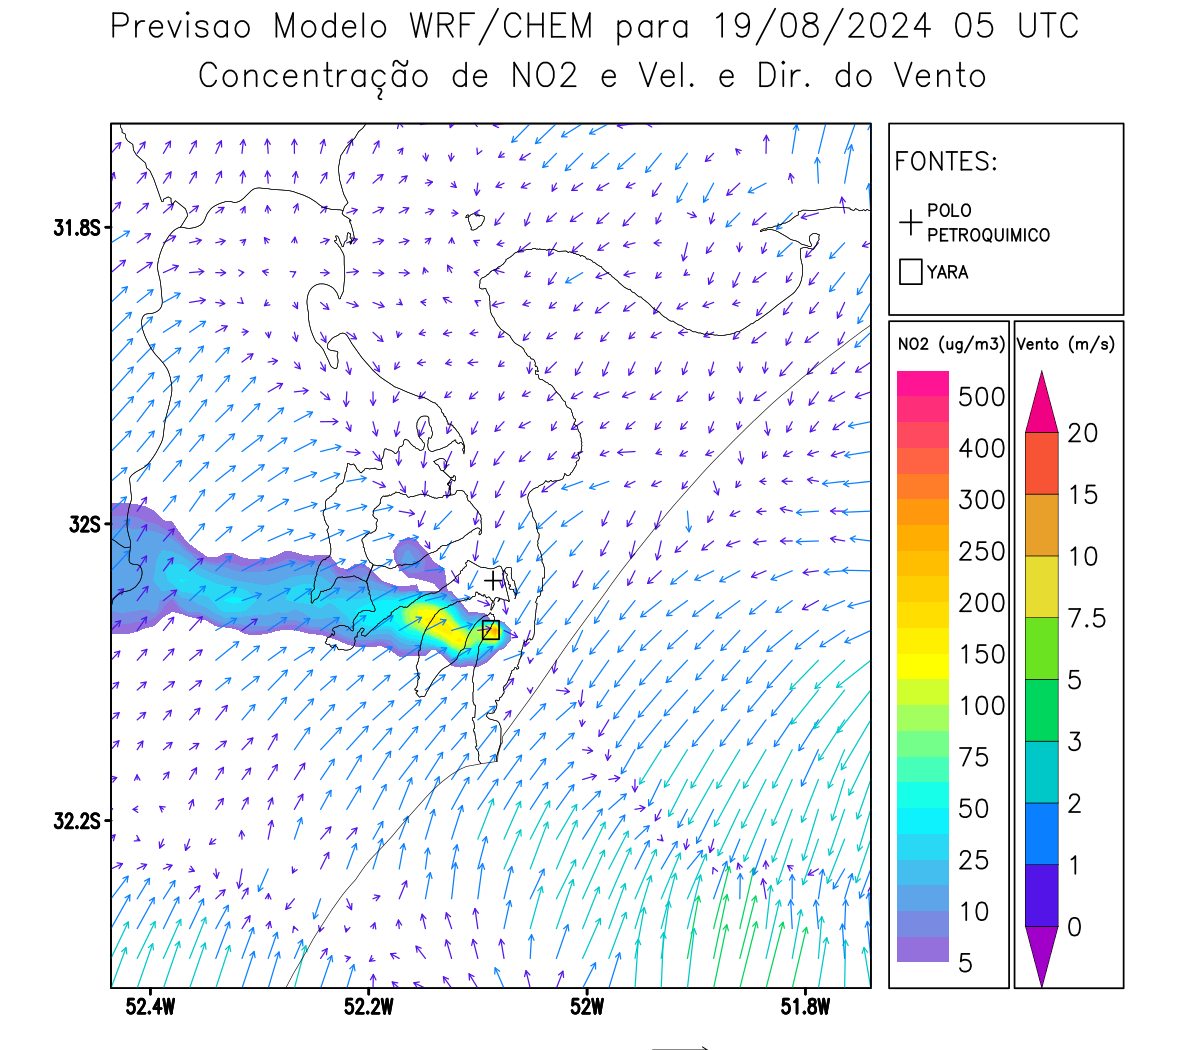 Previsao Modelo WRF/CHEM para 19/08/2024 05 UTC
Concentração de NO2 e Vel. e Dir. do Vento
FONTES:
POLO
PETROQUIMICO
YARA
NO2 (ug/m3)
500
400
300
250
200
150
100
75
50
25
10
5
Vento (m/s)
20
15
10
7.5
5
3
2
1
0
31.8S
32S
32.2S
52.4W
52.2W
52W
51.8W